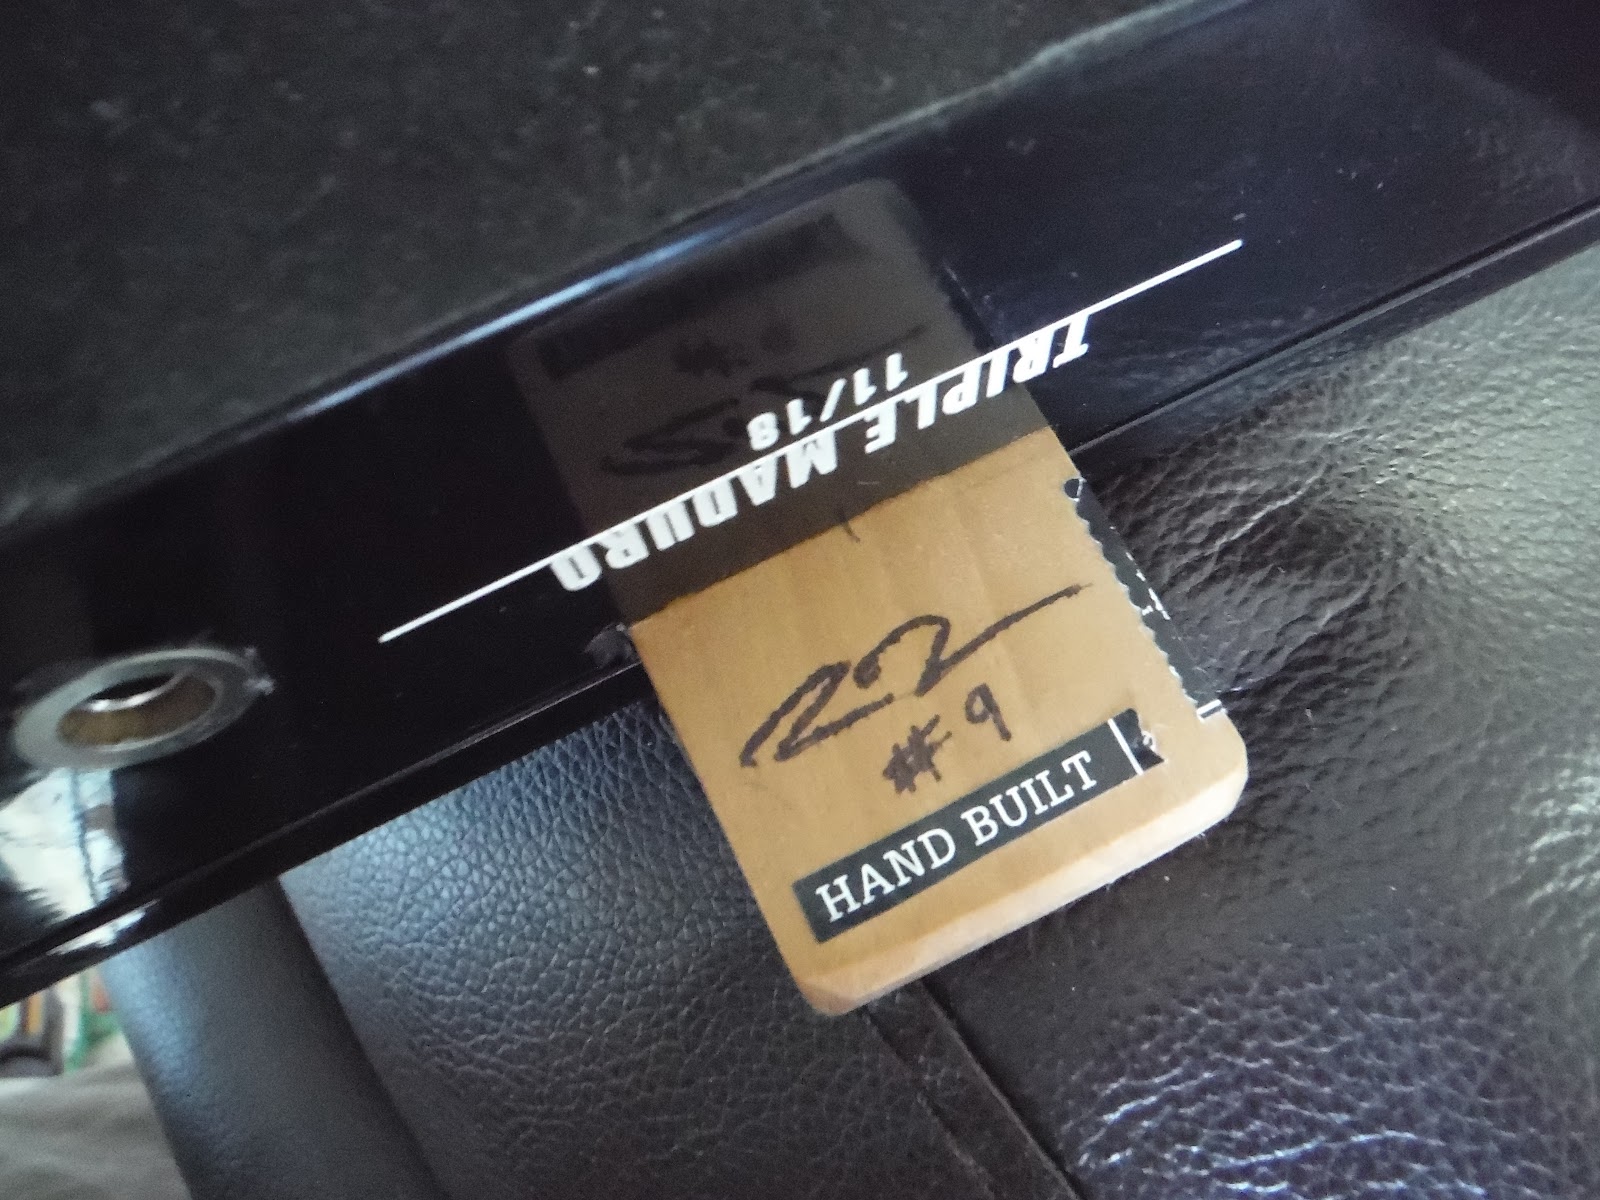 TRIPLE MADURO
11/18
#9
HAND BUILT